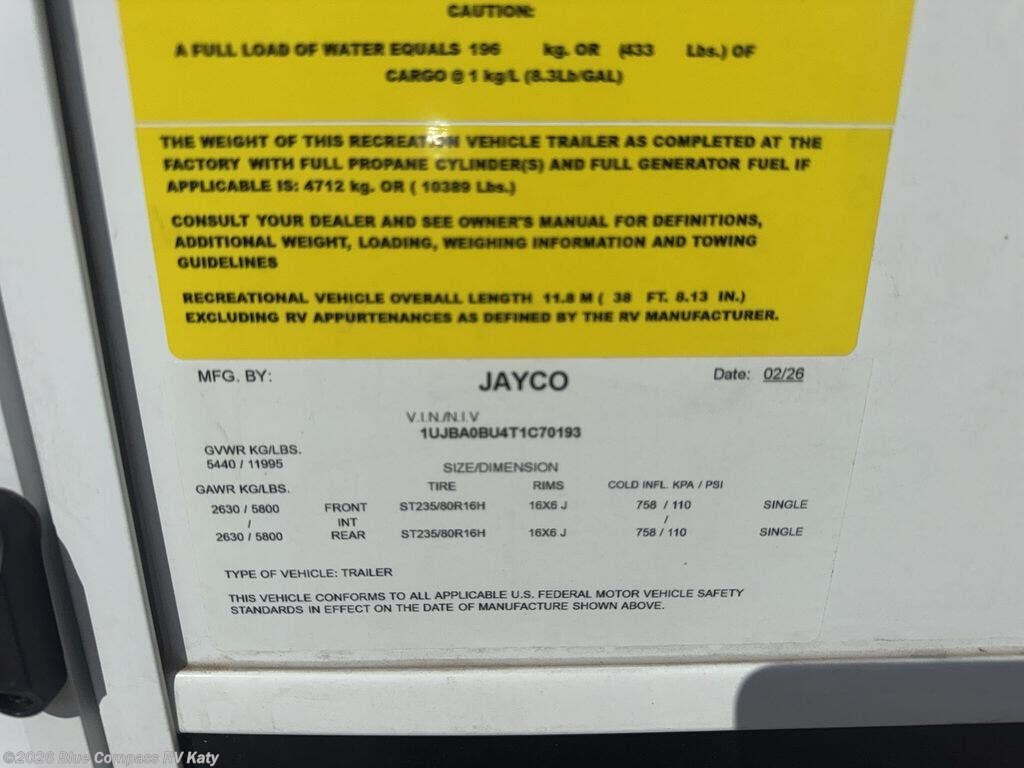 CAUTION:
A FULL LOAD OF WATER EQUALS 196 kg. OR (433 Lbs.) OF
CARGO @ 1 kg/L (8.3Lb/GAL)
THE WEIGHT OF THIS RECREATION VEHICLE TRAILER AS COMPLETED AT THE
FACTORY WITH FULL PROPANE CYLINDER(S) AND FULL GENERATOR FUEL IF
APPLICABLE IS: 4712 kg. OR ( 10389 Lbs.)
CONSULT YOUR DEALER AND SEE OWNER'S MANUAL FOR DEFINITIONS,
ADDITIONAL WEIGHT, LOADING, WEIGHING INFORMATION AND TOWING
GUIDELINES
RECREATIONAL VEHICLE OVERALL LENGTH 11.8 M ( 38 FT. 8.13 IN.)
EXCLUDING RV APPURTENANCES AS DEFINED BY THE RV MANUFACTURER.
MFG. BY: JAYCO Date: 02/26
V.I.N./N.I.V
1UJBA0BU4T1C70193
GVWR KG/LBS.
5440 / 11995
SIZE/DIMENSION
GAWR KG/LBS. TIRE RIMS COLD INFL. KPA / PSI
2630 / 5800 FRONT ST235/80R16H 16X6 J 758 / 110 SINGLE
/ INT /
2630 / 5800 REAR ST235/80R16H 16X6 J 758 / 110 SINGLE
TYPE OF VEHICLE: TRAILER
THIS VEHICLE CONFORMS TO ALL APPLICABLE U.S. FEDERAL MOTOR VEHICLE SAFETY
STANDARDS IN EFFECT ON THE DATE OF MANUFACTURE SHOWN ABOVE.
©2026 Blue Compass RV Katy